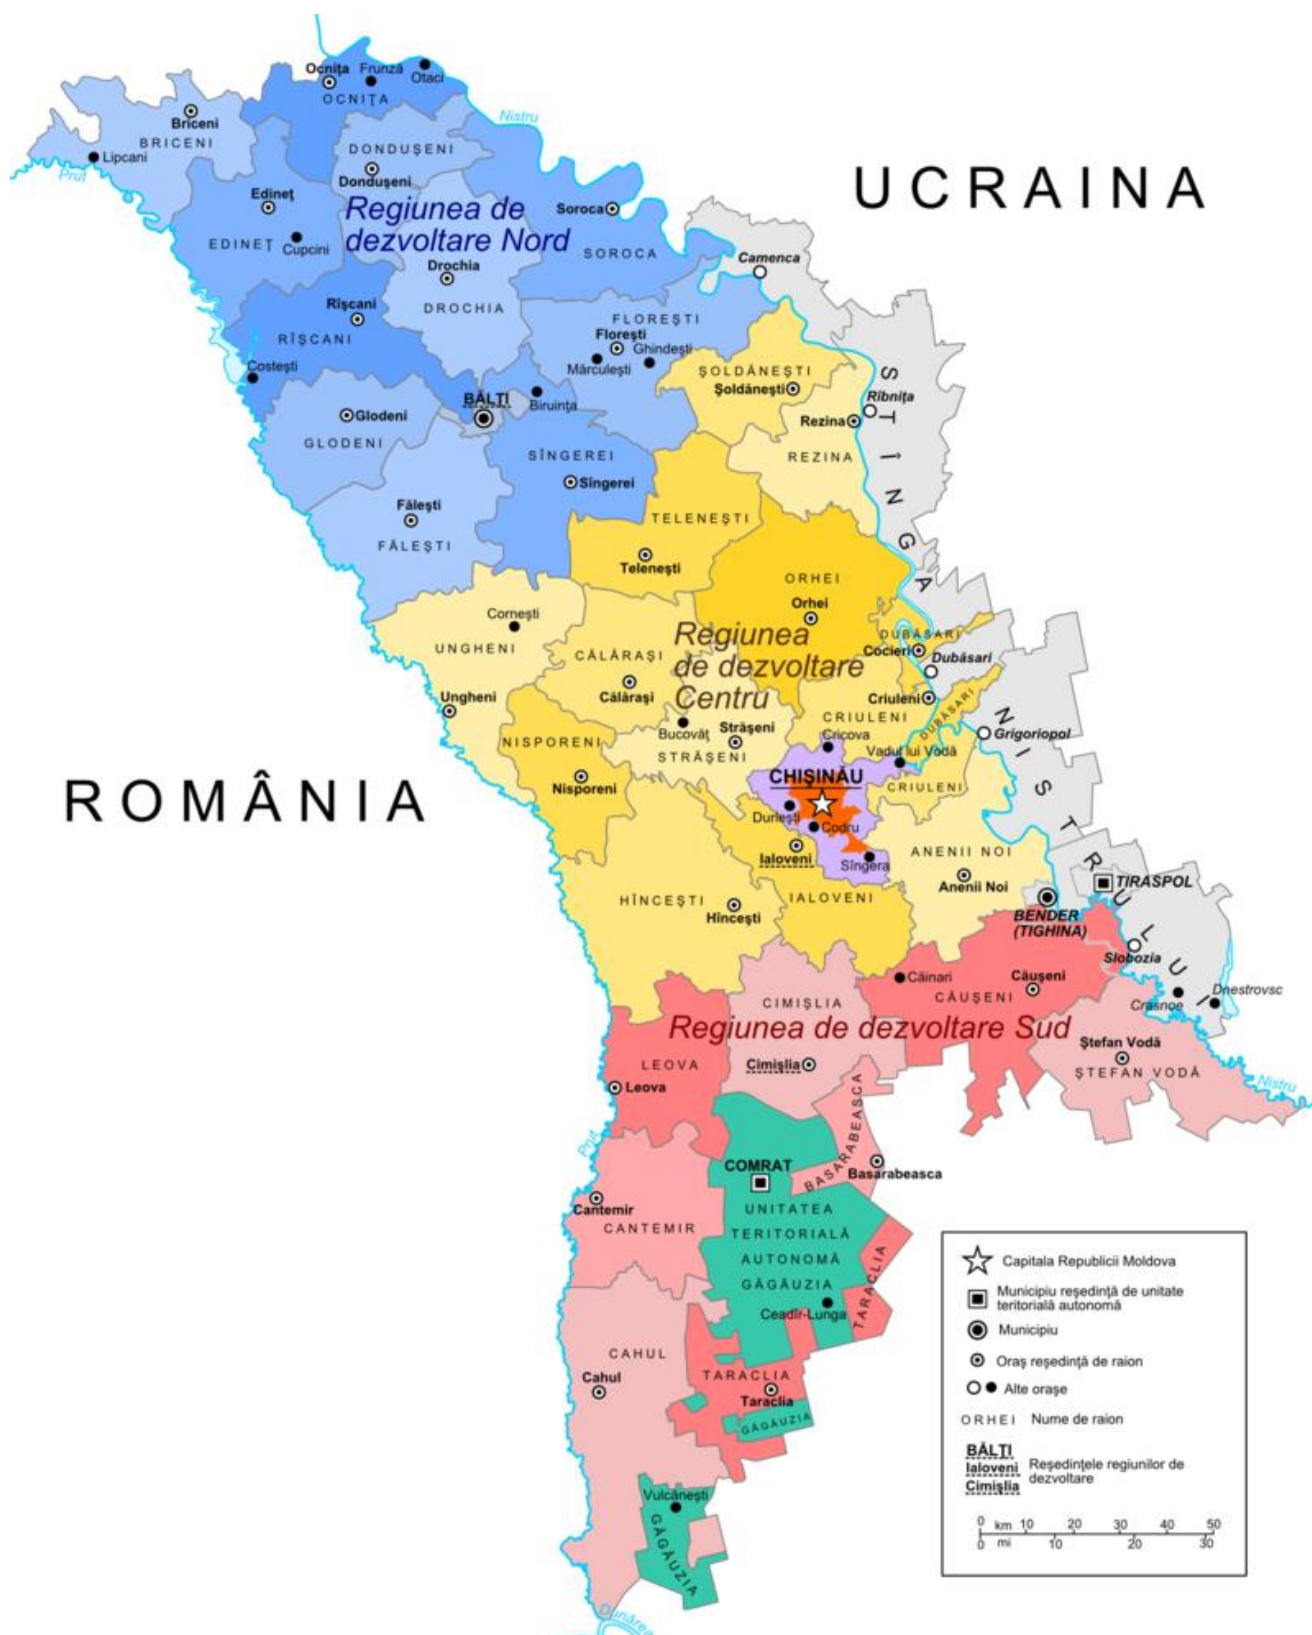 Ocnița
Frunză
Otaci
OCNIȚA
Nistru
Briceni
BRICENI
Lipcani
Prut
DONDUȘENI
Dondușeni
UCRAINA
Edineț
EDINEȚ
Cupcini
Regiunea de
dezvoltare Nord
Soroca
SOROCA
Drochia
DROCHIA
Camenca
Rîșcani
RÎȘCANI
Costești
FLOREȘTI
Florești
Ghindești
Mărculești
ȘOLDĂNEȘTI
Șoldănești
Rîbnița
BĂLȚI
Biruința
Glodeni
GLODENI
Rezina
REZINA
STÎNGA
SÎNGEREI
Sîngerei
Fălești
FĂLEȘTI
TELENEȘTI
Telenești
ORHEI
Orhei
Cornești
UNGHENI
Ungheni
CĂLĂRAȘI
Călărași
Regiunea
de dezvoltare
Centru
DUBĂSARI
Cocieri
Dubăsari
Criuleni
CRIULENI
DUBĂSARI
Grigoriopol
NISTRULUI
Bucovăț
Strășeni
STRĂȘENI
Cricova
Vadul lui Vodă
NISPORENI
Nisporeni
ROMÂNIA
CHIȘINĂU
Durlești
Codru
CRIULENI
Ialoveni
Sîngera
ANENII NOI
Anenii Noi
TIRASPOL
HÎNCEȘTI
Hîncești
IALOVENI
BENDER
(TIGHINA)
Slobozia
Căinari
Căușeni
CĂUȘENI
Crasnoe
Dnestrovsc
CIMIȘLIA
Regiunea de dezvoltare Sud
Cimișlia
LEOVA
Leova
Ștefan Vodă
ȘTEFAN VODĂ
Nistru
Prut
BASARABEASCA
Basarabeasca
COMRAT
Cantemir
CANTEMIR
UNITATEA
TERITORIALĂ
AUTONOMĂ
GĂGĂUZIA
TARACLIA
Ceadîr-Lunga
CAHUL
Cahul
TARACLIA
Taraclia
GĂGĂUZIA
Vulcănești
GĂGĂUZIA
Dunărea
Capitala Republicii Moldova
Municipiu reședință de unitate
teritorială autonomă
Municipiu
Oraș reședință de raion
Alte orașe
ORHEI Nume de raion
BĂLȚI
Ialoveni
Cimișlia
Reședințele regiunilor de
dezvoltare
0 km 10 20 30 40 50
0 mi 10 20 30